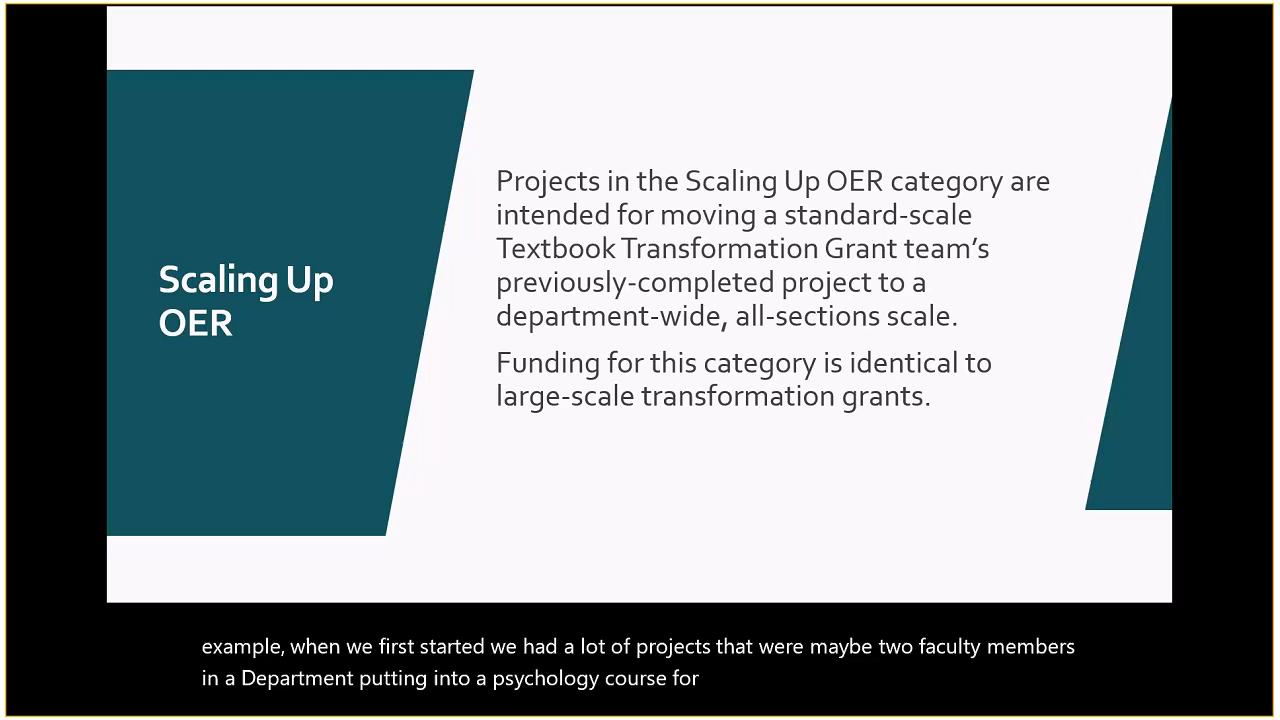 Scaling Up
OER
Projects in the Scaling Up OER category are
intended for moving a standard-scale
Textbook Transformation Grant team’s
previously-completed project to a
department-wide, all-sections scale.
Funding for this category is identical to
large-scale transformation grants.
example, when we first started we had a lot of projects that were maybe two faculty members
in a Department putting into a psychology course for